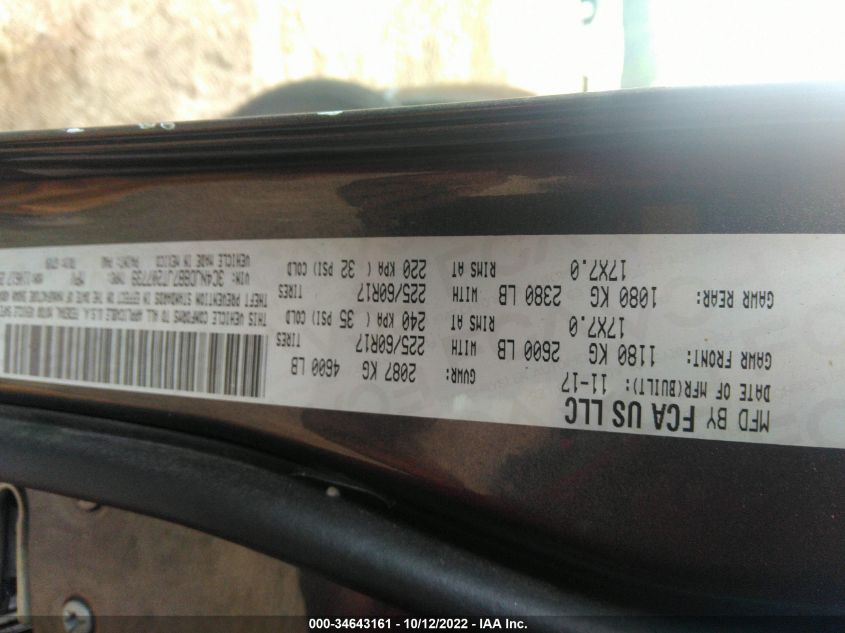 MFD BY FCA US LLC
DATE OF MFR(BUILT): 11-17
GVWR: 2087 KG 4600 LB
GAWR FRONT: 1180 KG 2600 LB WITH 225/60R17 TIRES
17X7.0 RIMS AT 240 KPA ( 35 PSI) COLD
GAWR REAR: 1080 KG 2380 LB WITH 225/60R17 TIRES
17X7.0 RIMS AT 220 KPA ( 32 PSI) COLD
THIS VEHICLE CONFORMS TO ALL APPLICABLE U.S.A. FEDERAL MOTOR VEHICLE
THEFT PREVENTION STANDARDS IN EFFECT ON THE DATE OF MANUFACTURE
VIN: TYPE: MPV
VEHICLE MADE IN MEXICO PAINT:
000-34643161 - 10/12/2022 - IAA Inc.